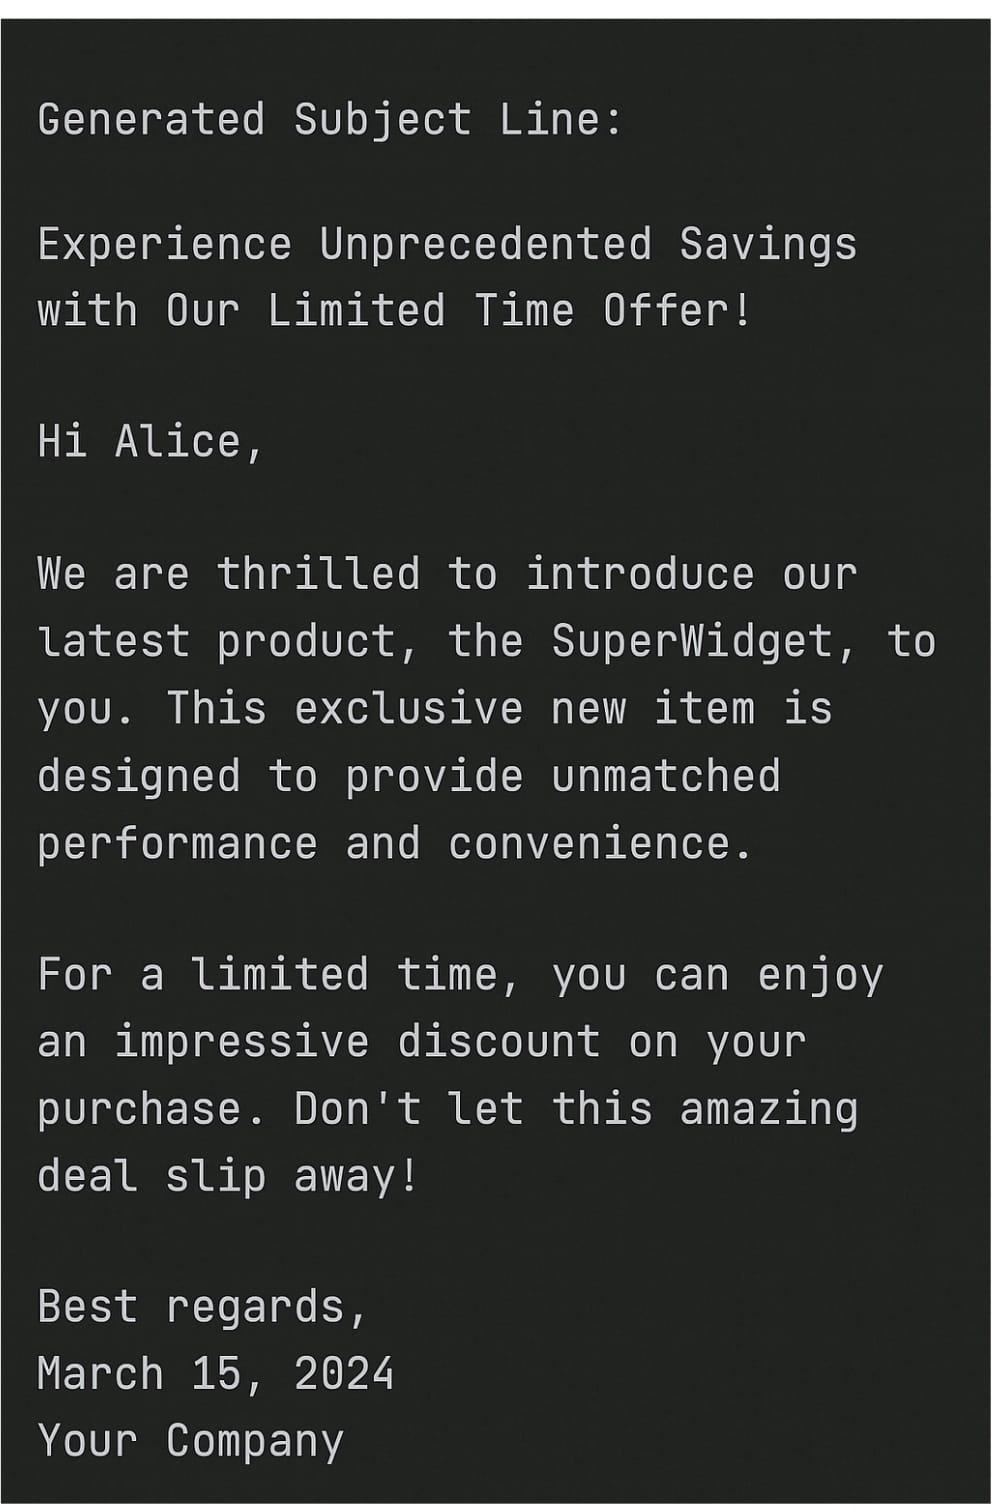 Generated Subject Line:
Experience Unprecedented Savings
with Our Limited Time Offer!
Hi Alice,
We are thrilled to introduce our
latest product, the SuperWidget, to
you. This exclusive new item is
designed to provide unmatched
performance and convenience.
For a limited time, you can enjoy
an impressive discount on your
purchase. Don't let this amazing
deal slip away!
Best regards,
March 15, 2024
Your Company